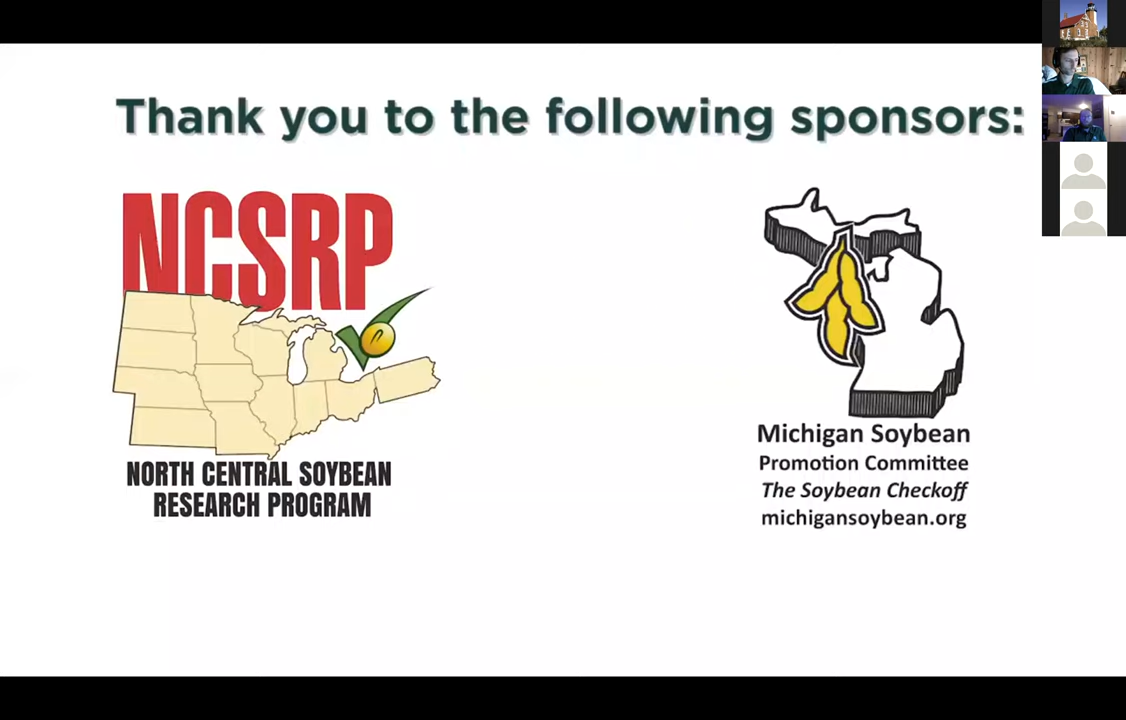 Thank you to the following sponsors:
NCSRP
NORTH CENTRAL SOYBEAN
RESEARCH PROGRAM
Michigan Soybean
Promotion Committee
The Soybean Checkoff
michigansoybean.org